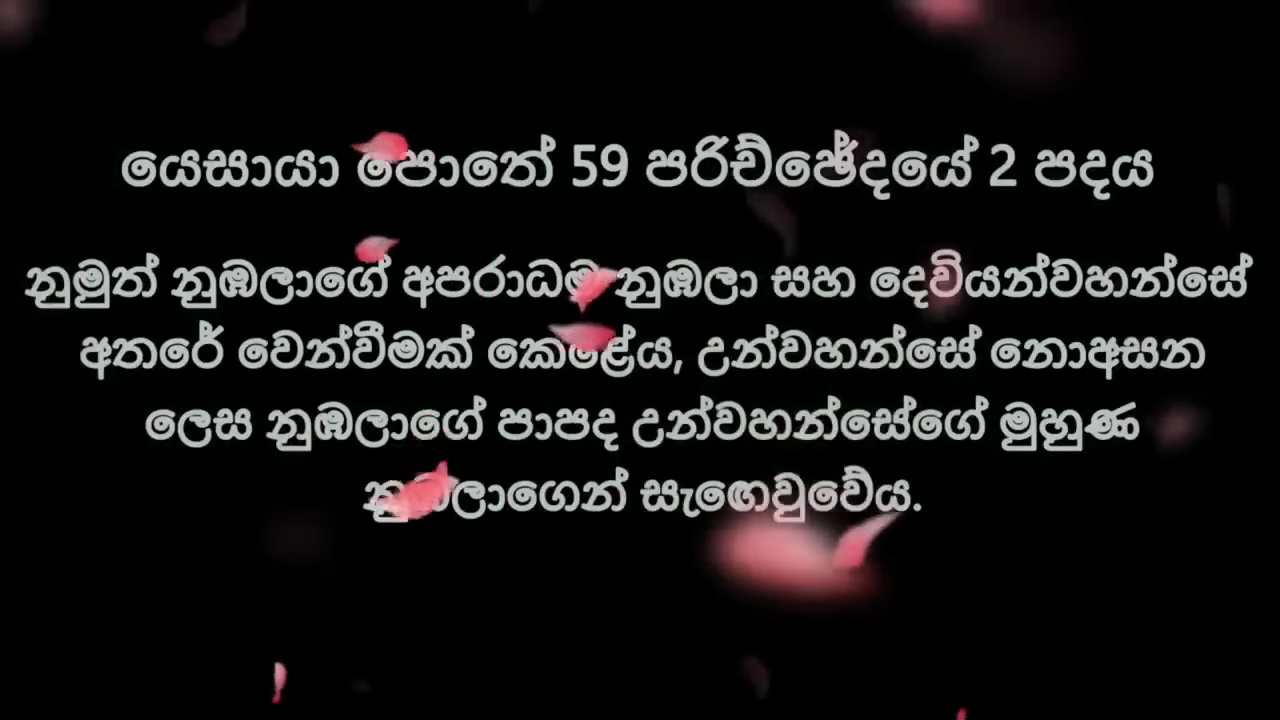 යෙසායා පොතේ 59 පරිච්ඡේදයේ 2 පදය
නුමුත් නුඹලාගේ අපරාධම නුඹලා සහ දෙවියන්වහන්සේ
අතරේ වෙන්වීමක් කෙළේය, උන්වහන්සේ නොඅසන
ලෙස නුඹලාගේ පාපද උන්වහන්සේගේ මුහුණ
නුඹලාගෙන් සැඟෙවුවේය.